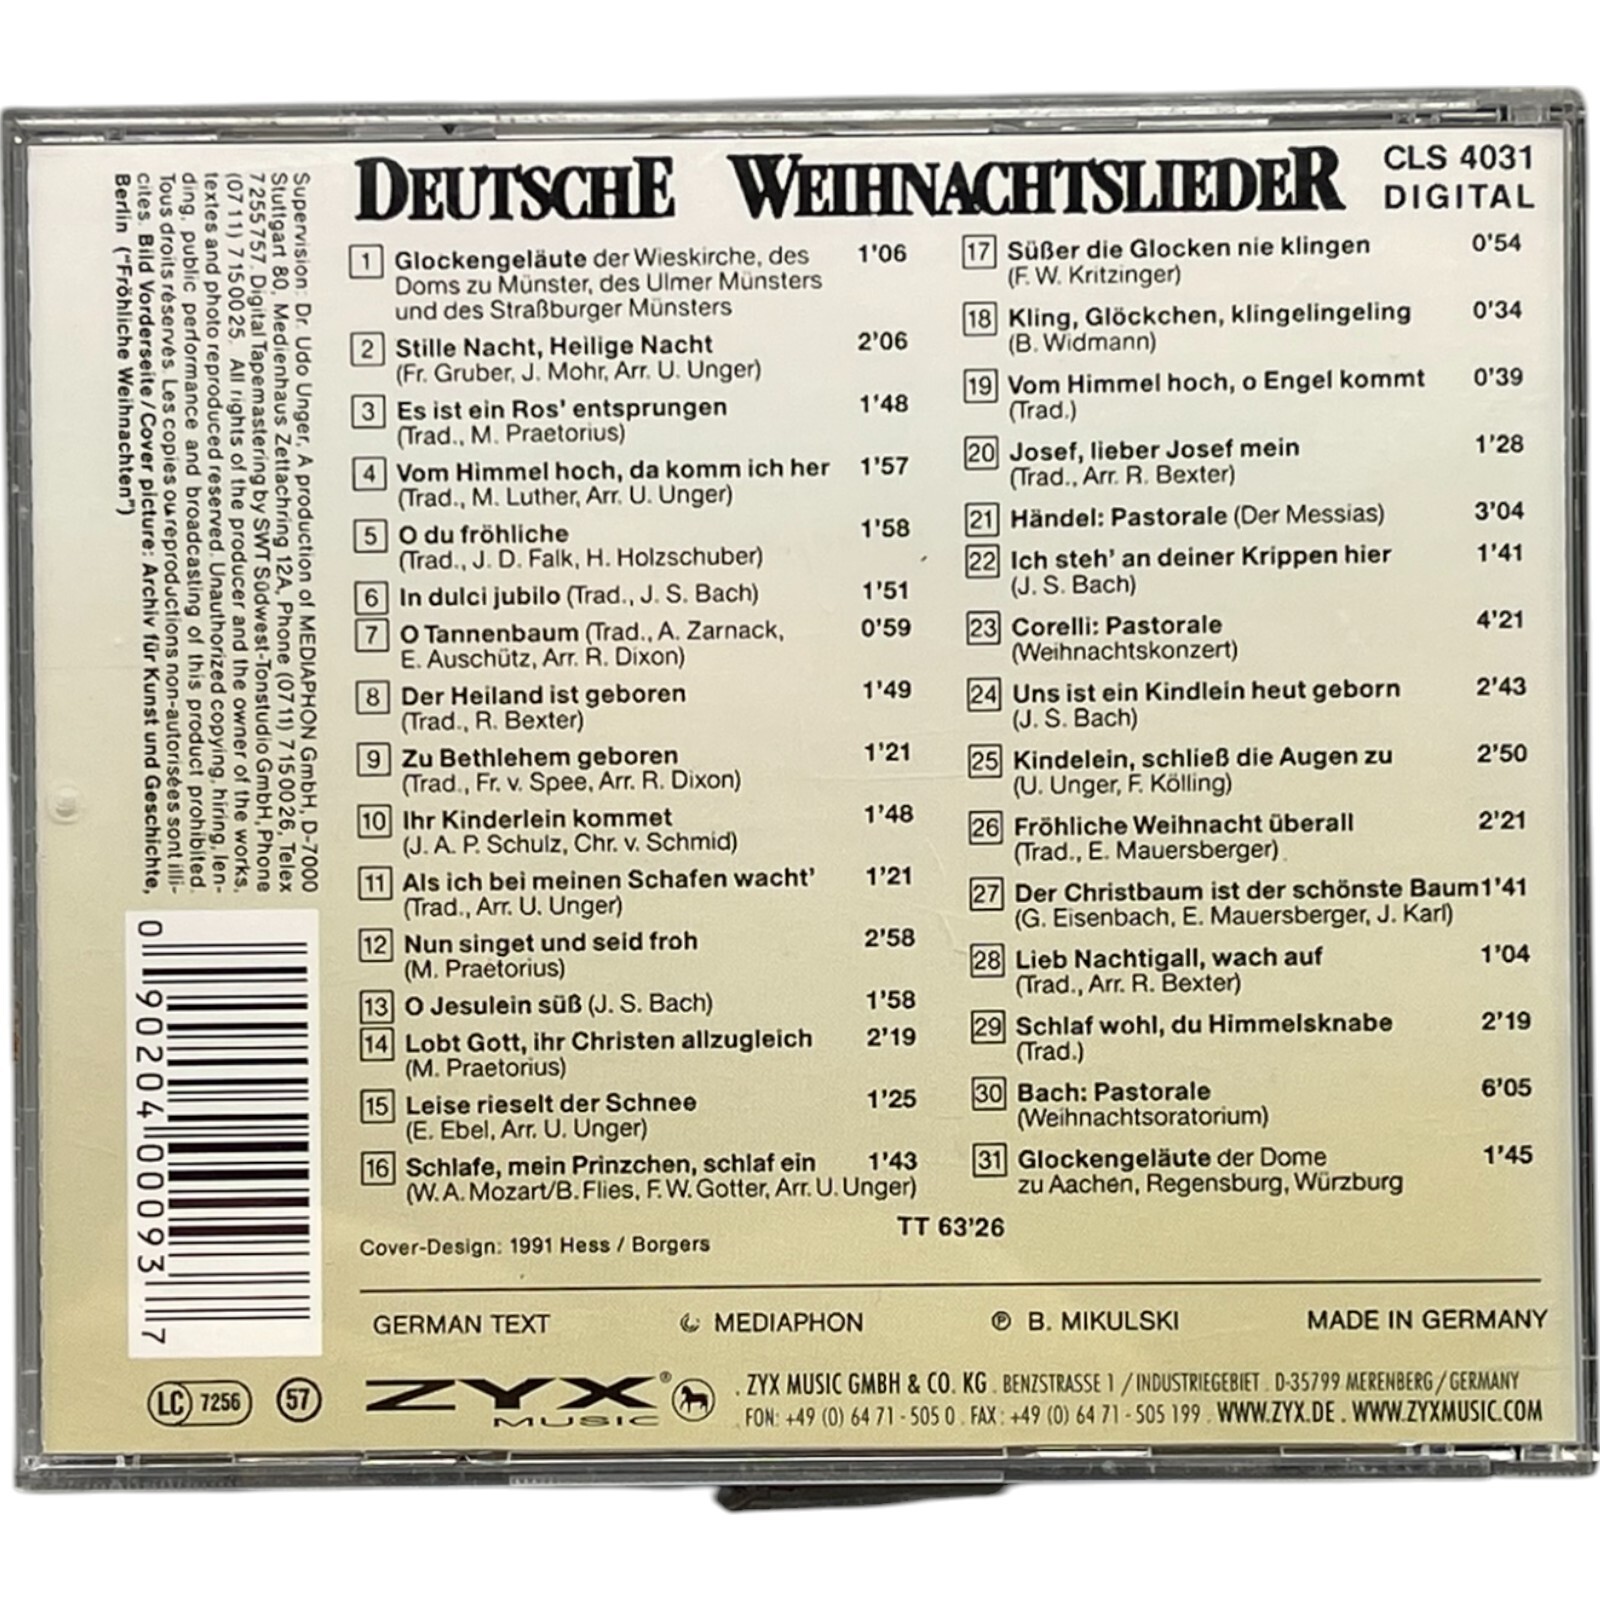 DEUTSCHE WEIHNACHTSLIEDER
CLS 4031
DIGITAL
1 Glockengeläute der Wieskirche, des 1'06
Doms zu Münster, des Ulmer Münsters
und des Straßburger Münsters
2 Stille Nacht, Heilige Nacht 2'06
(Fr. Gruber, J. Mohr, Arr. U. Unger)
3 Es ist ein Ros' entsprungen 1'48
(Trad., M. Praetorius)
4 Vom Himmel hoch, da komm ich her 1'57
(Trad., M. Luther, Arr. U. Unger)
5 O du fröhliche 1'58
(Trad., J. D. Falk, H. Holzschuber)
6 In dulci jubilo (Trad., J. S. Bach) 1'51
7 O Tannenbaum (Trad., A. Zarnack, 0'59
E. Auschütz, Arr. R. Dixon)
8 Der Heiland ist geboren 1'49
(Trad., R. Bexter)
9 Zu Bethlehem geboren 1'21
(Trad., Fr. v. Spee, Arr. R. Dixon)
10 Ihr Kinderlein kommet 1'48
(J. A. P. Schulz, Chr. v. Schmid)
11 Als ich bei meinen Schafen wacht' 1'21
(Trad., Arr. U. Unger)
12 Nun singet und seid froh 2'58
(M. Praetorius)
13 O Jesulein süß (J. S. Bach) 1'58
14 Lobt Gott, ihr Christen allzugleich 2'19
(M. Praetorius)
15 Leise rieselt der Schnee 1'25
(E. Ebel, Arr. U. Unger)
16 Schlafe, mein Prinzchen, schlaf ein 1'43
(W. A. Mozart/B. Flies, F. W. Gotter, Arr. U. Unger)
17 Süßer die Glocken nie klingen 0'54
(F. W. Kritzinger)
18 Kling, Glöckchen, klingelingeling 0'34
(B. Widmann)
19 Vom Himmel hoch, o Engel kommt 0'39
(Trad.)
20 Josef, lieber Josef mein 1'28
(Trad., Arr. R. Bexter)
21 Händel: Pastorale (Der Messias) 3'04
22 Ich steh' an deiner Krippen hier 1'41
(J. S. Bach)
23 Corelli: Pastorale 4'21
(Weihnachtskonzert)
24 Uns ist ein Kindlein heut geborn 2'43
(J. S. Bach)
25 Kindelein, schließ die Augen zu 2'50
(U. Unger, F. Kölling)
26 Fröhliche Weihnacht überall 2'21
(Trad., E. Mauersberger)
27 Der Christbaum ist der schönste Baum 1'41
(G. Eisenbach, E. Mauersberger, J. Karl)
28 Lieb Nachtigall, wach auf 1'04
(Trad., Arr. R. Bexter)
29 Schlaf wohl, du Himmelsknabe 2'19
(Trad.)
30 Bach: Pastorale 6'05
(Weihnachtsoratorium)
31 Glockengeläute der Dome 1'45
zu Aachen, Regensburg, Würzburg
TT 63'26
Cover-Design: 1991 Hess / Borgers
GERMAN TEXT MEDIAPHON ℗ B. MIKULSKI MADE IN GERMANY
LC 7256 57 ZYX® MUSIC
. ZYX MUSIC GMBH & CO. KG . BENZSTRASSE 1 / INDUSTRIEGEBIET . D-35799 MERENBERG / GERMANY
FON: +49 (0) 64 71 - 505 0 . FAX: +49 (0) 64 71 - 505 199 . WWW.ZYX.DE . WWW.ZYXMUSIC.COM
Supervision: Dr. Udo Unger, A production of MEDIAPHON GmbH, D-7000
Stuttgart 80, Medienhaus Zettachring 12A, Phone (0711) 7150026, Telex
7255757, Digital Tapemastering by SWT Südwest-Tonstudio GmbH, Phone
(0711) 7150025. All rights of the producer and the owner of the works,
textes and photo reproduced reserved. Unauthorized copying, hiring, len-
ding, public performance and broadcasting of this product prohibited.
Tous droits réservés. Les copies ou reproductions non-autorisées sont illi-
cites. Bild Vorderseite / Cover picture: Archiv für Kunst und Geschichte,
Berlin ("Fröhliche Weihnachten")
0 90204 00093 7